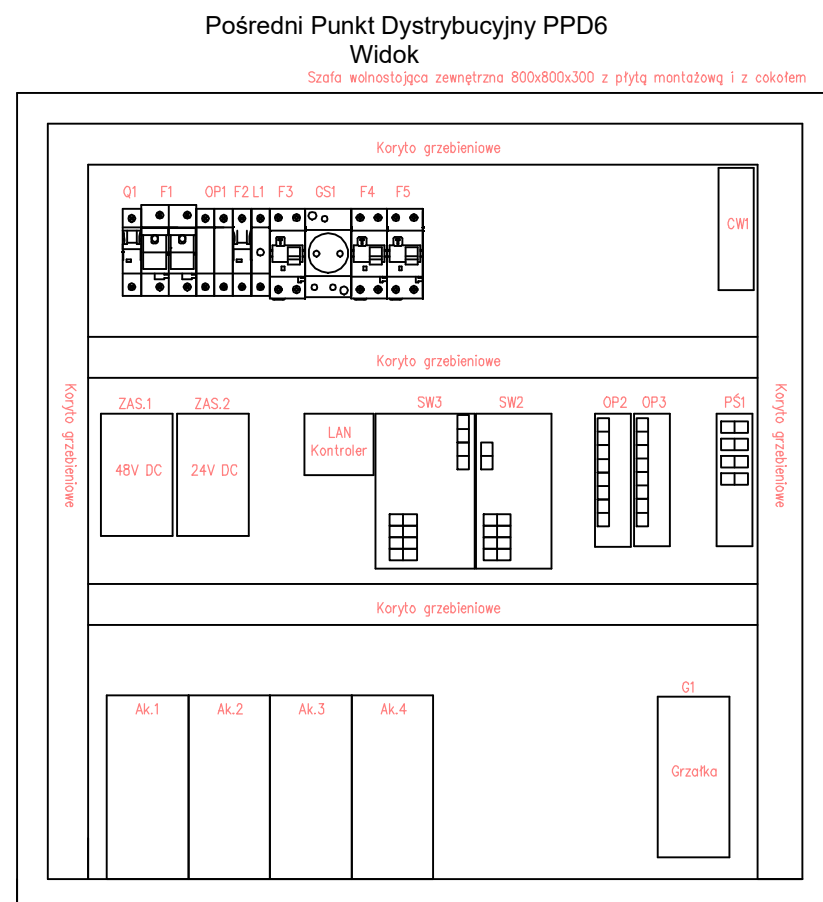 Pośredni Punkt Dystrybucyjny PPD6
Widok
Szafa wolnostojąca zewnętrzna 800x800x300 z płytą montażową i z cokołem
Koryto grzebieniowe
Q1 F1 OP1 F2 L1 F3 GS1 F4 F5
CW1
Koryto grzebieniowe
Koryto grzebieniowe
Koryto grzebieniowe
ZAS.1 ZAS.2 SW3 SW2 OP2 OP3 PŚ1
LAN
Kontroler
48V DC 24V DC
Koryto grzebieniowe
Ak.1 Ak.2 Ak.3 Ak.4 G1
Grzałka